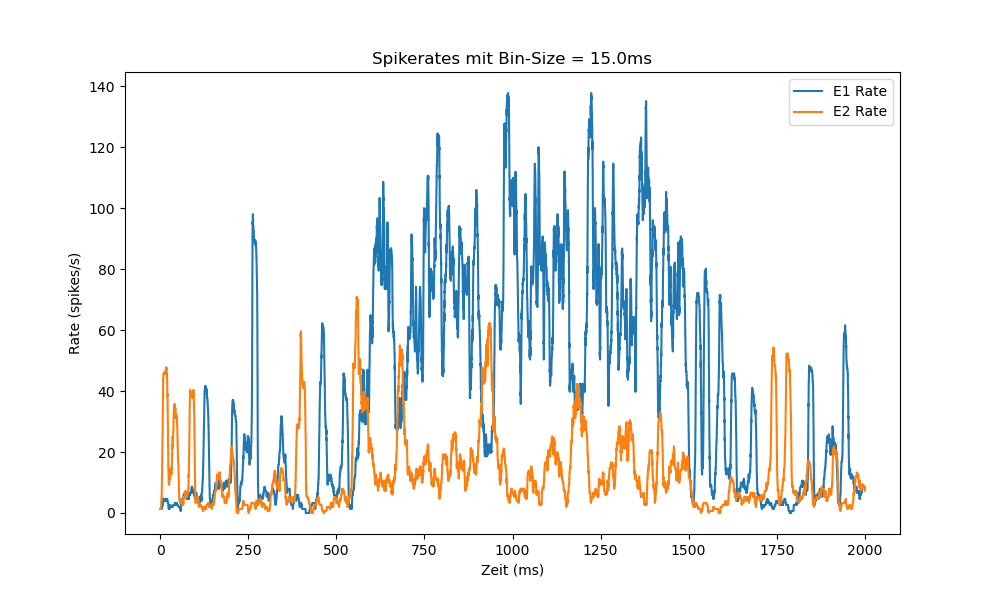 Spikerates mit Bin-Size = 15.0ms
E1 Rate
E2 Rate
Rate (spikes/s)
140
120
100
80
60
40
20
0
0 250 500 750 1000 1250 1500 1750 2000
Zeit (ms)